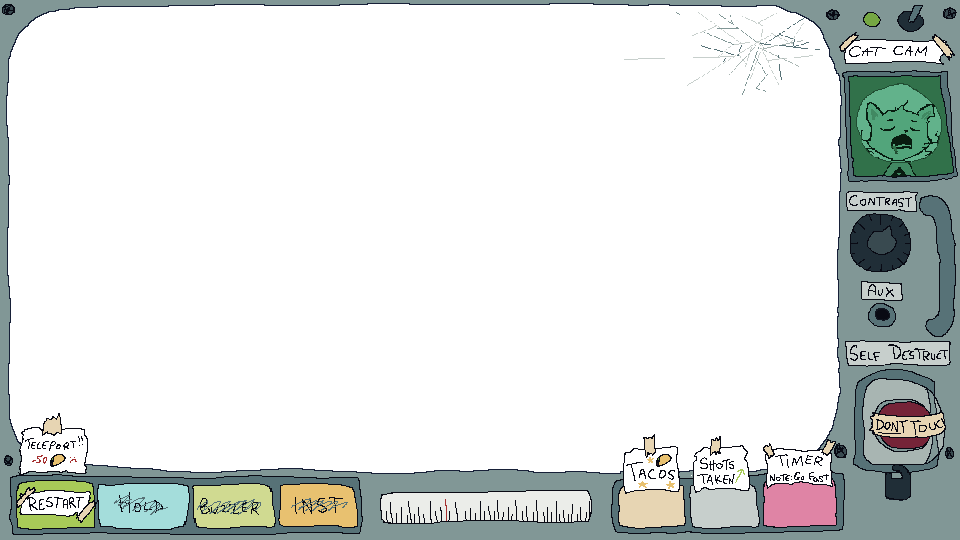 CAT CAM
CONTRAST
AUX
SELF DESTRUCT
DONT TOUC
TELEPORT!!
-50
RESTART
HOLD
BUZZER
INST
TACOS
SHOTS
TAKEN
TIMER
NOTE: GO FAST